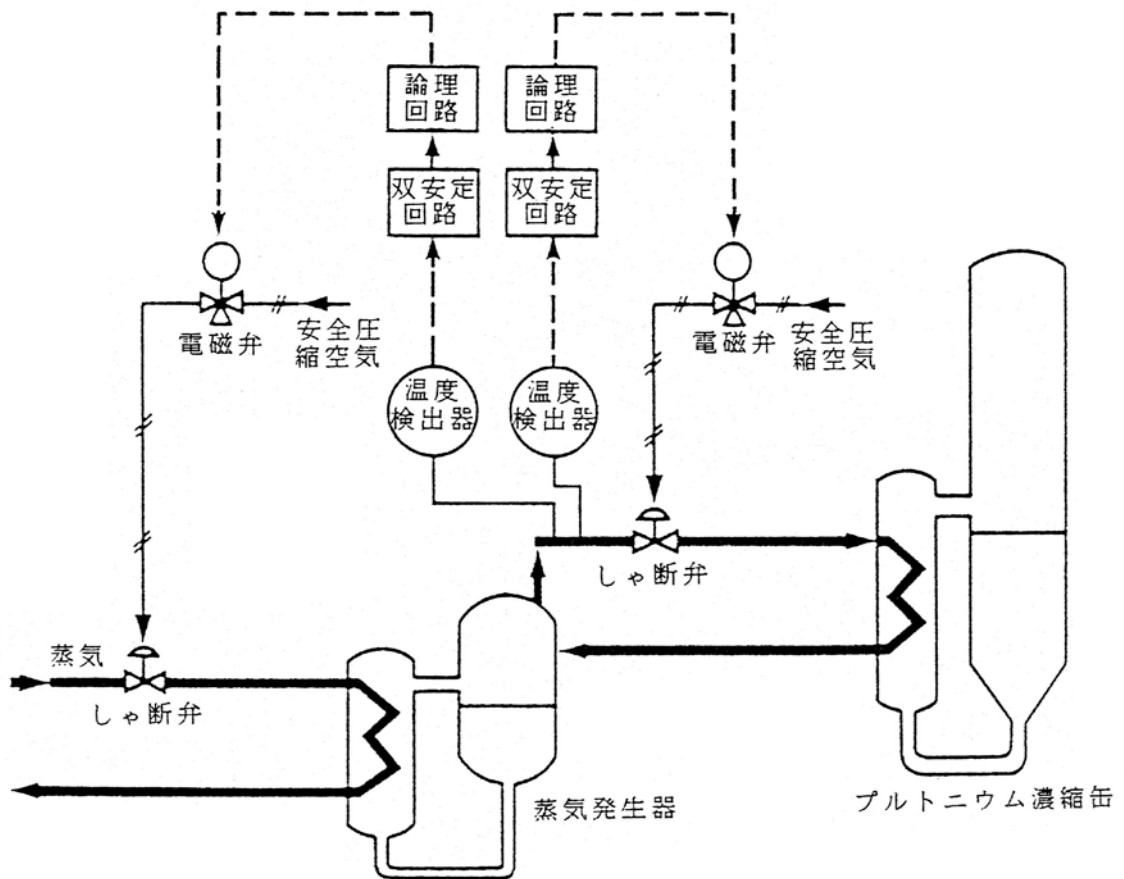 論理
回路
論理
回路
双安定
回路
双安定
回路
電磁弁
安全圧
縮空気
電磁弁
安全圧
縮空気
温度
検出器
温度
検出器
しゃ断弁
蒸気
しゃ断弁
蒸気発生器
プルトニウム濃縮缶